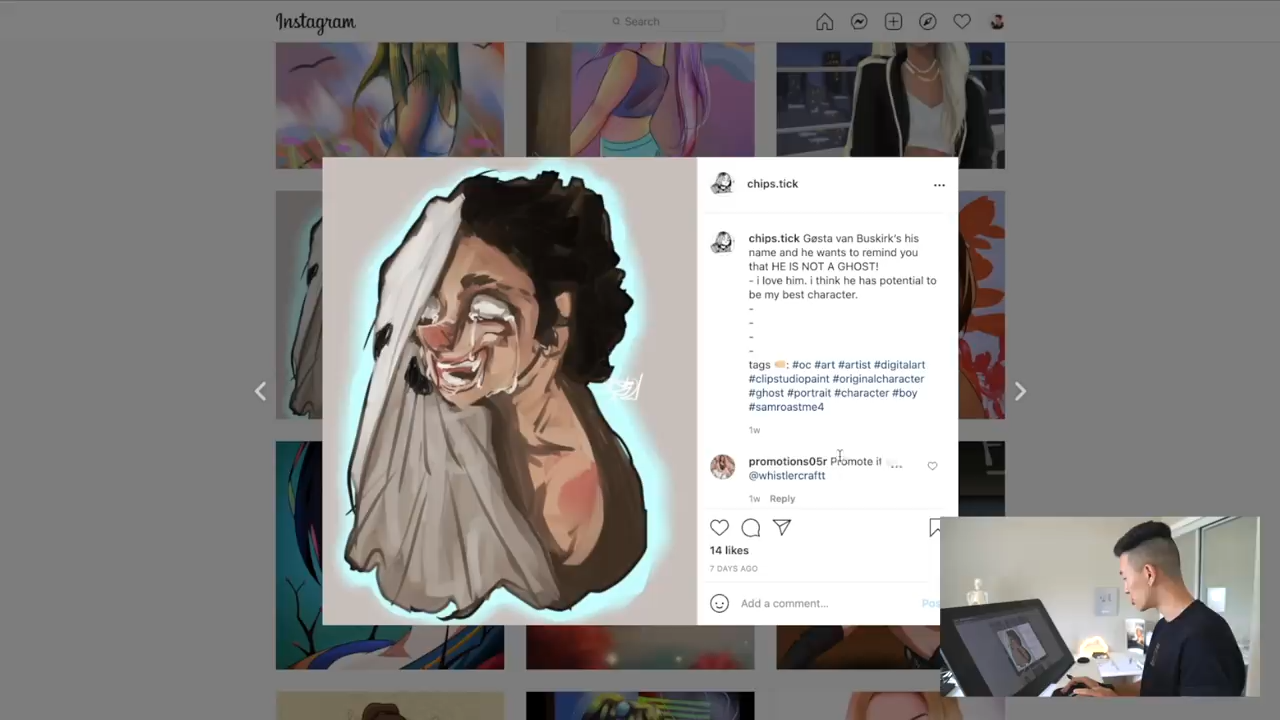 Instagram
Search
chips.tick
chips.tick Gøsta van Buskirk's his
name and he wants to remind you
that HE IS NOT A GHOST!
- i love him. i think he has potential to
be my best character.
-
-
-
-
tags 🏼: #oc #art #artist #digitalart
#clipstudiopaint #originalcharacter
#ghost #portrait #character #boy
#samroastme4
1w
promotions05r Promote it
@whistlercraftt
1w Reply
14 likes
7 DAYS AGO
Add a comment...